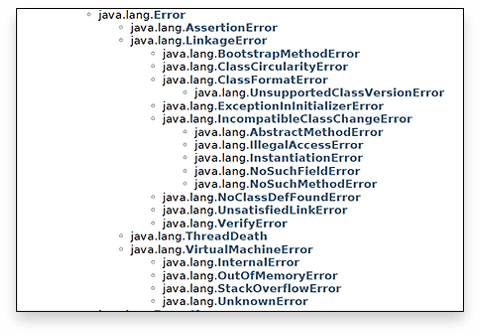 java.lang.Error
java.lang.AssertionError
java.lang.LinkageError
java.lang.BootstrapMethodError
java.lang.ClassCircularityError
java.lang.ClassFormatError
java.lang.UnsupportedClassVersionError
java.lang.ExceptionInInitializerError
java.lang.IncompatibleClassChangeError
java.lang.AbstractMethodError
java.lang.IllegalAccessError
java.lang.InstantiationError
java.lang.NoSuchFieldError
java.lang.NoSuchMethodError
java.lang.NoClassDefFoundError
java.lang.UnsatisfiedLinkError
java.lang.VerifyError
java.lang.ThreadDeath
java.lang.VirtualMachineError
java.lang.InternalError
java.lang.OutOfMemoryError
java.lang.StackOverflowError
java.lang.UnknownError